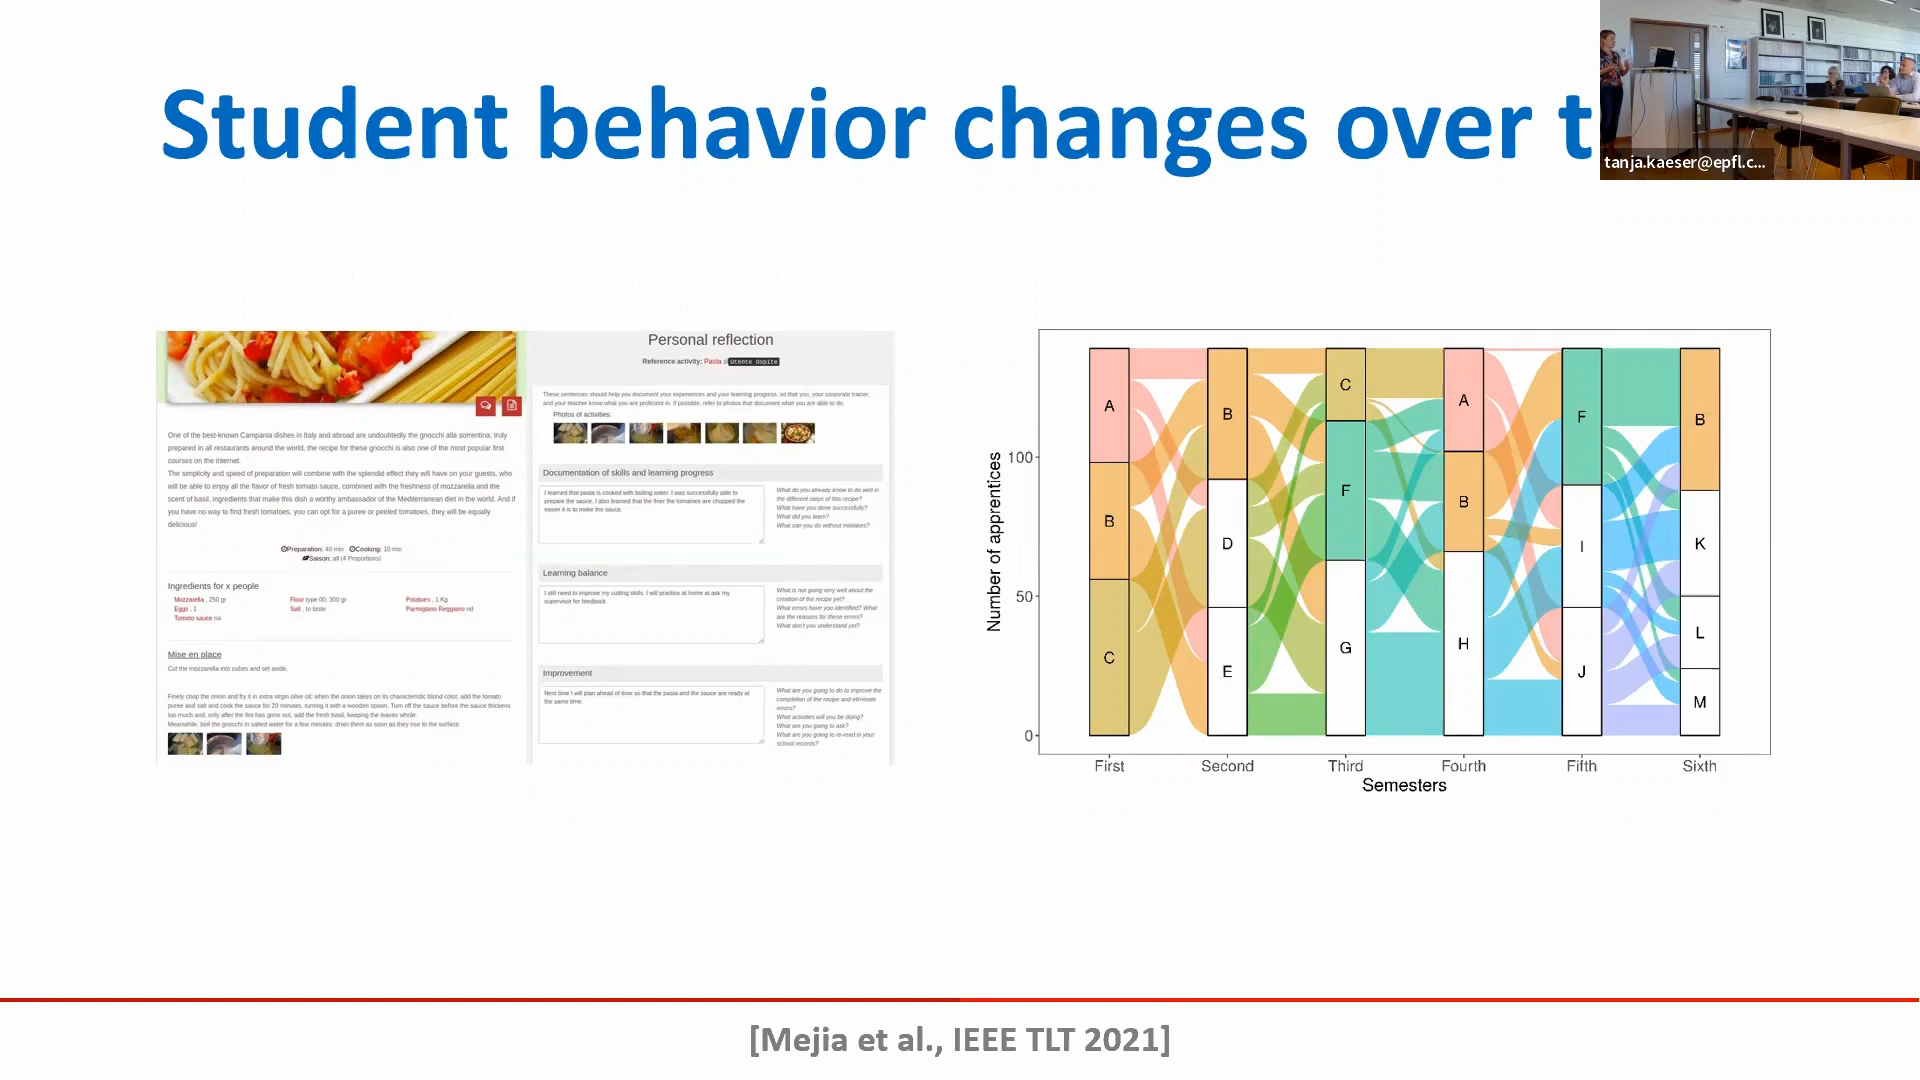 Student behavior changes over t
tanja.kaeser@epfl.c...
One of the best-known Campania dishes in Italy and abroad are undoubtedly the gnocchi alla sorrentina; truly
prepared in all restaurants around the world, the recipe for these gnocchi is also one of the most popular first
courses on the internet.
The simplicity and speed of preparation will combine with the splendid effect they will have on your guests, who
will be able to enjoy all the flavor of fresh tomato sauce, combined with the freshness of mozzarella and the
scent of basil, ingredients that make this dish a worthy ambassador of the Mediterranean diet in the world. And if
you have no way to find fresh tomatoes, you can opt for a puree or peeled tomatoes, they will be equally
delicious!
Preparation: 40 min Cooking: 10 min
Saison: all (4 Proportions)
Ingredients for x people
Mozzarella , 250 gr
Flour type 00, 300 gr
Potatoes , 1 Kg
Eggs , 1
Salt , to taste
Parmigiano Reggiano nd
Tomato sauce na
Mise en place
Cut the mozzarella into cubes and set aside.
Finely chop the onion and fry it in extra virgin olive oil; when the onion takes on its characteristic blond color, add the tomato
puree and salt and cook the sauce for 20 minutes, turning it with a wooden spoon. Turn off the sauce before the sauce thickens
too much and, only after the fire has gone out, add the fresh basil, keeping the leaves whole.
Meanwhile, boil the gnocchi in salted water for a few minutes: drain them as soon as they rise to the surface.
Personal reflection
Reference activity: Pasta di Utente Ospite
These sentences should help you document your experiences and your learning progress, so that you, your corporate trainer,
and your teacher know what you are proficient in. If possible, refer to photos that document what you are able to do.
Photos of activities:
Documentation of skills and learning progress
I learned that pasta is cooked with boiling water. I was successfully able to
prepare the sauce. I also learned that the finer the tomatoes are chopped the
easier it is to make the sauce.
What do you already know to do well in
the different steps of this recipe?
What have you done successfully?
What did you learn?
What can you do without mistakes?
Learning balance
I still need to improve my cutting skills. I will practice at home at ask my
supervisor for feedback
What is not going very well about the
creation of the recipe yet?
What errors have you identified? What
are the reasons for these errors?
What don't you understand yet?
Improvement
Next time I will plan ahead of time so that the pasta and the sauce are ready at
the same time.
What are you going to do to improve the
completion of the recipe and eliminate
errors?
What activities will you be doing?
What are you going to ask?
What are you going to re-read in your
school records?
Number of apprentices
100
50
0
A
B
C
B
D
E
C
F
G
A
B
H
F
I
J
B
K
L
M
First Second Third Fourth Fifth Sixth
Semesters
[Mejia et al., IEEE TLT 2021]